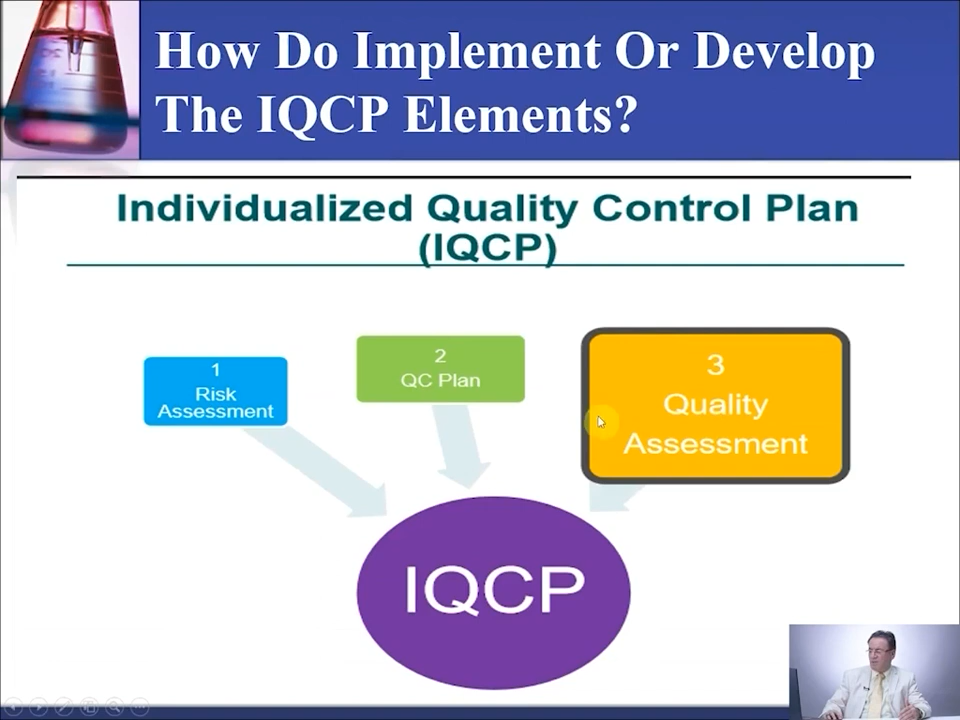 How Do Implement Or Develop
The IQCP Elements?
Individualized Quality Control Plan
(IQCP)
1
Risk
Assessment
2
QC Plan
3
Quality
Assessment
IQCP